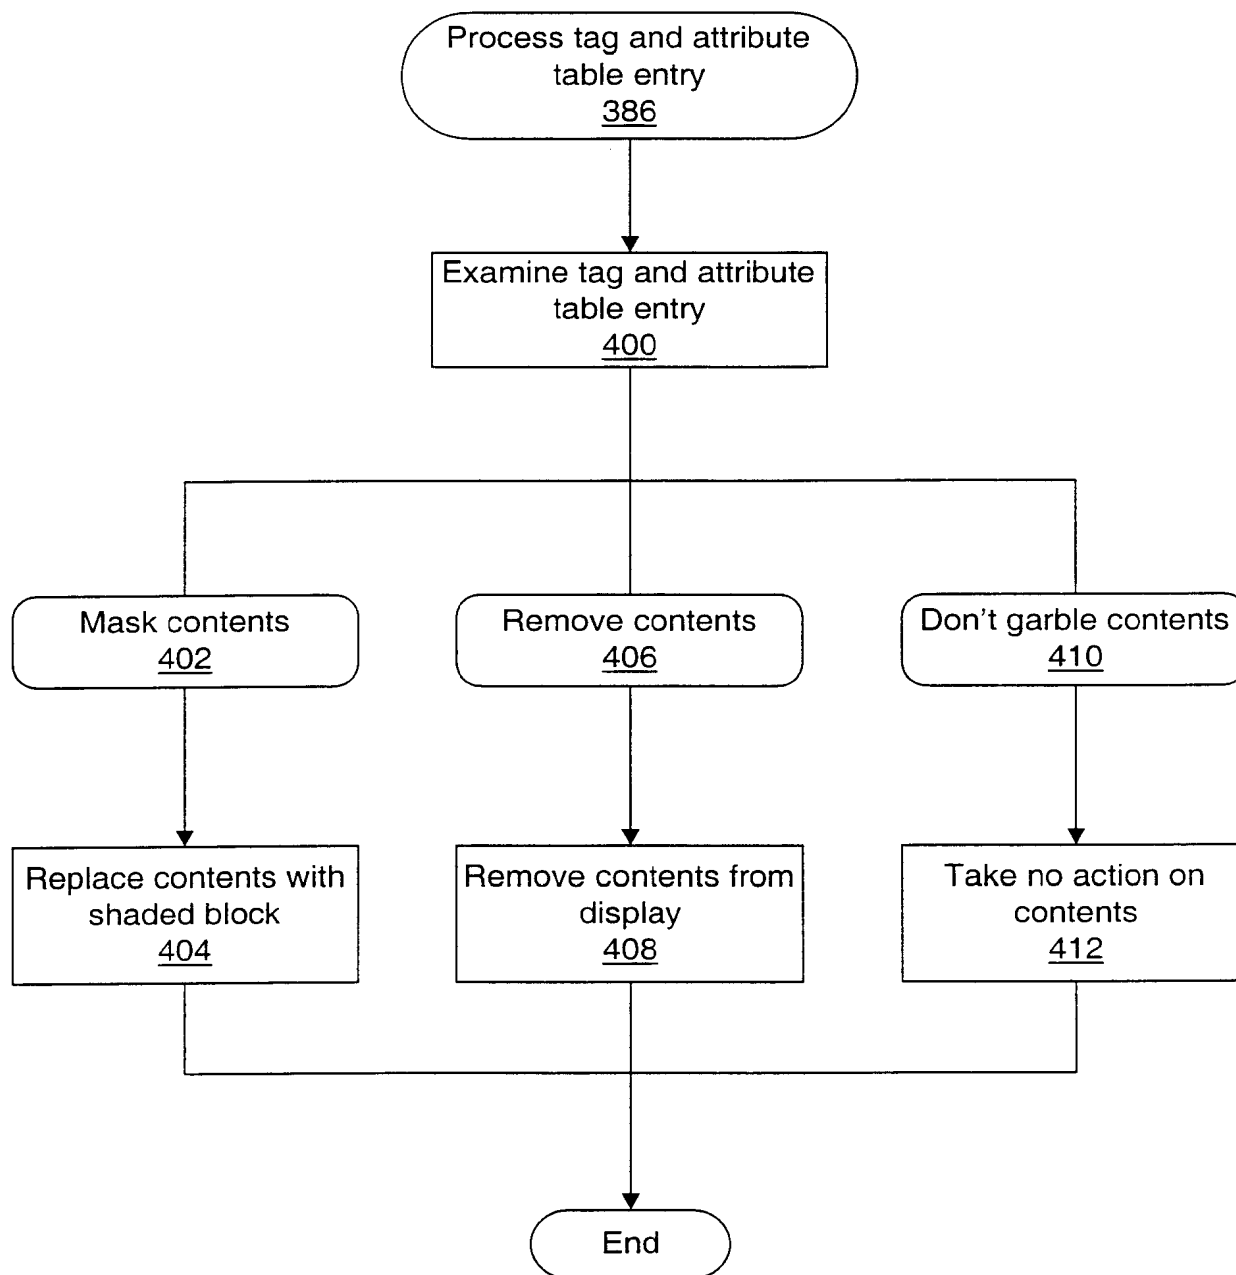 Process tag and attribute
table entry
386
Examine tag and attribute
table entry
400
Mask contents
402
Remove contents
406
Don't garble contents
410
Replace contents with
shaded block
404
Remove contents from
display
408
Take no action on
contents
412
End